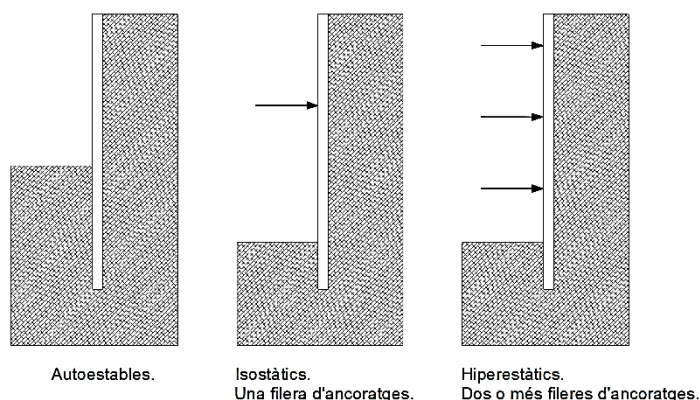 Autoestables.
Isostàtics.
Una filera d'ancoratges.
Hiperestàtics.
Dos o més fileres d'ancoratges.